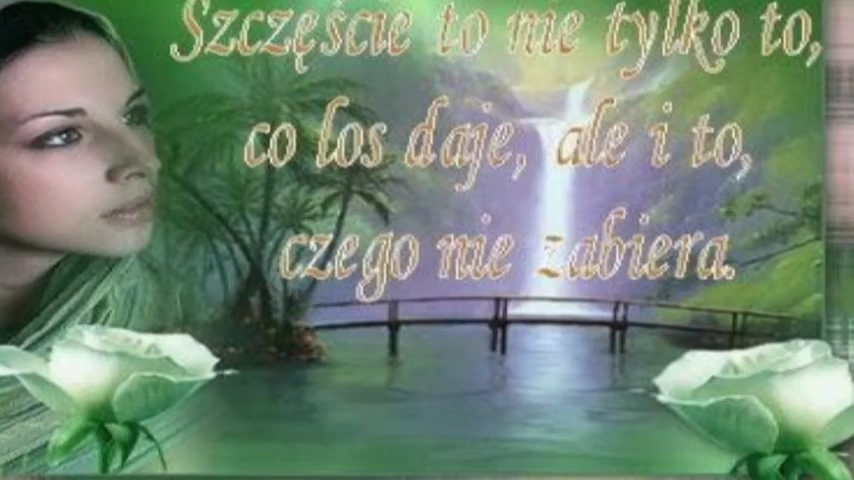 Szczęście to nie tylko to,
co los daje, ale i to,
czego nie zabiera.